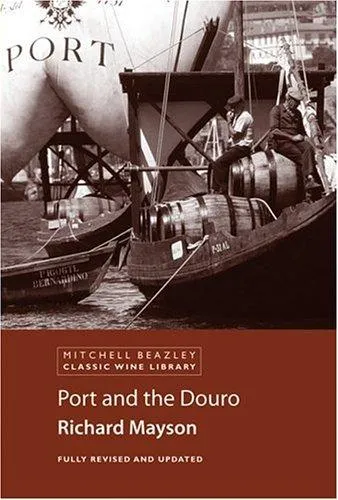 PORT
BERNARDINO
MITCHELL BEAZLEY
CLASSIC WINE LIBRARY
Port and the Douro
Richard Mayson
FULLY REVISED AND UPDATED